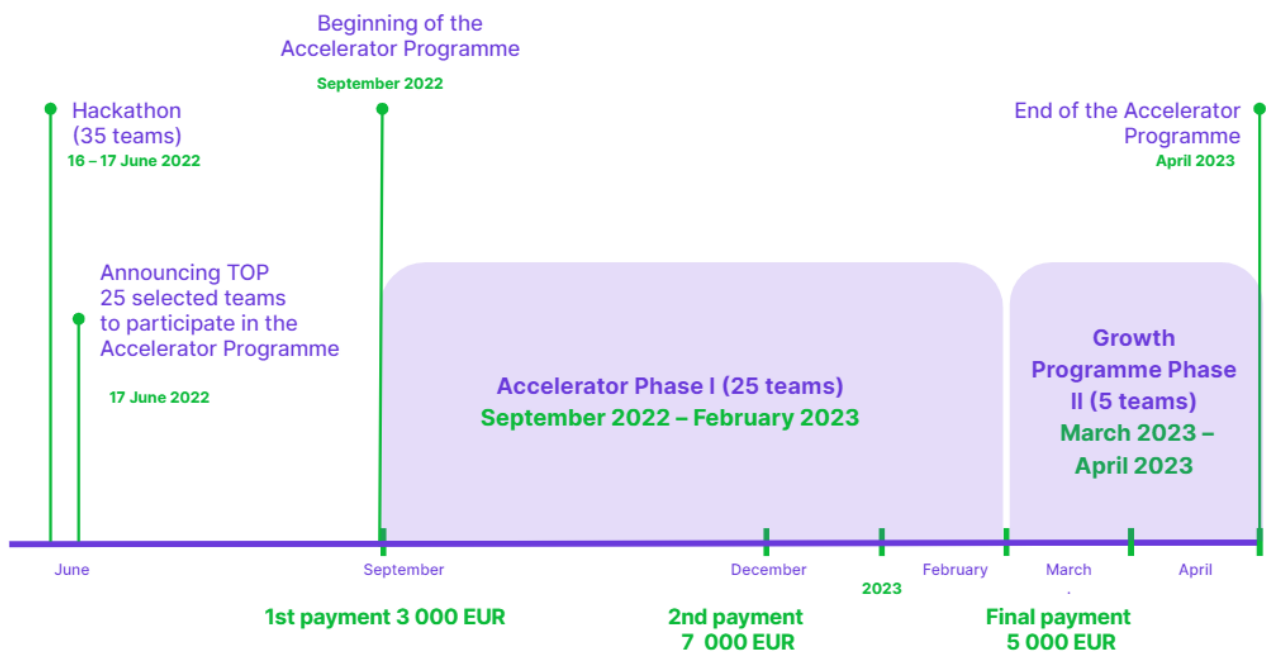 Beginning of the
Accelerator Programme
September 2022
Hackathon
(35 teams)
16 – 17 June 2022
End of the Accelerator
Programme
April 2023
Announcing TOP
25 selected teams
to participate in the
Accelerator Programme
17 June 2022
Accelerator Phase I (25 teams)
September 2022 – February 2023
Growth
Programme Phase
II (5 teams)
March 2023 –
April 2023
June
September
December
2023
February
March
April
1st payment 3 000 EUR
2nd payment
7 000 EUR
Final payment
5 000 EUR